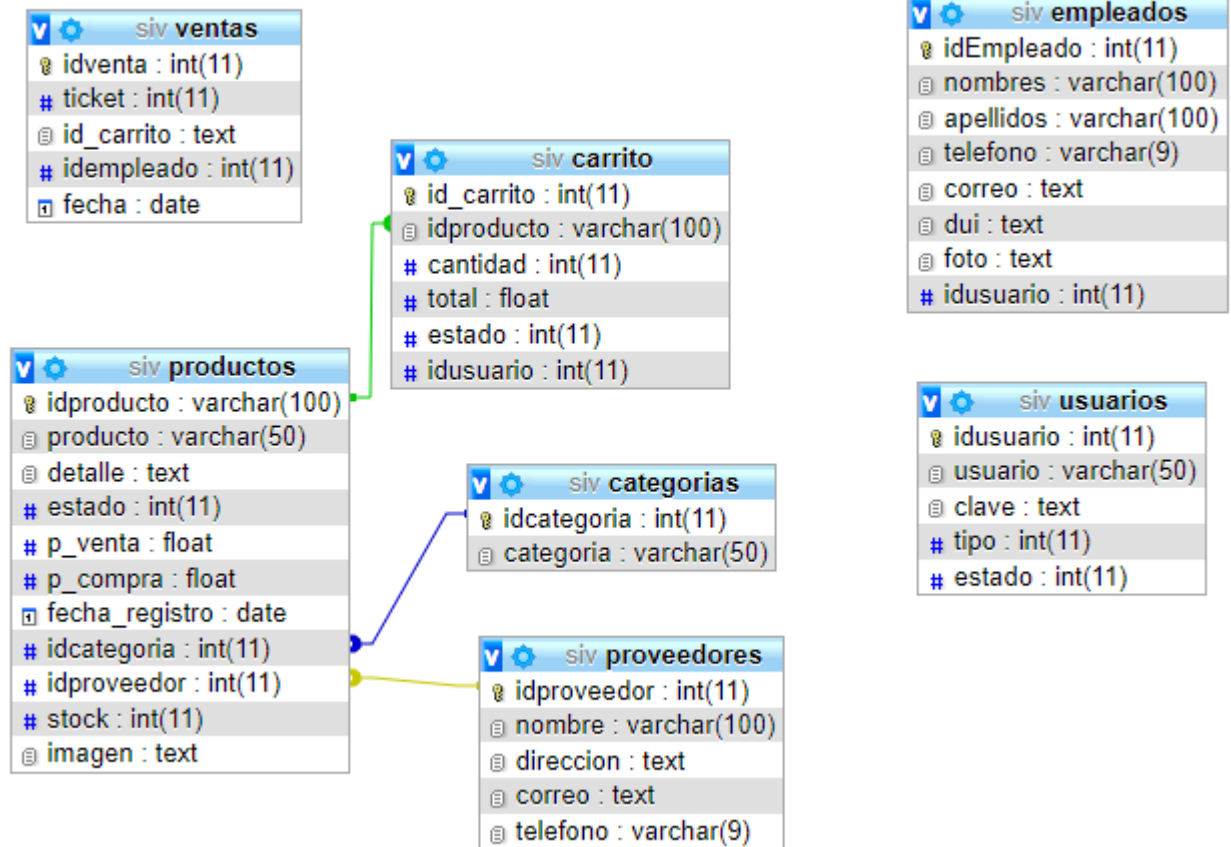 siv ventas
idventa : int(11)
ticket : int(11)
id_carrito : text
idempleado : int(11)
fecha : date
siv carrito
id_carrito : int(11)
idproducto : varchar(100)
cantidad : int(11)
total : float
estado : int(11)
idusuario : int(11)
siv empleados
idEmpleado : int(11)
nombres : varchar(100)
apellidos : varchar(100)
telefono : varchar(9)
correo : text
dui : text
foto : text
idusuario : int(11)
siv productos
idproducto : varchar(100)
producto : varchar(50)
detalle : text
estado : int(11)
p_venta : float
p_compra : float
fecha_registro : date
idcategoria : int(11)
idproveedor : int(11)
stock : int(11)
imagen : text
siv categorias
idcategoria : int(11)
categoria : varchar(50)
siv usuarios
idusuario : int(11)
usuario : varchar(50)
clave : text
tipo : int(11)
estado : int(11)
siv proveedores
idproveedor : int(11)
nombre : varchar(100)
direccion : text
correo : text
telefono : varchar(9)